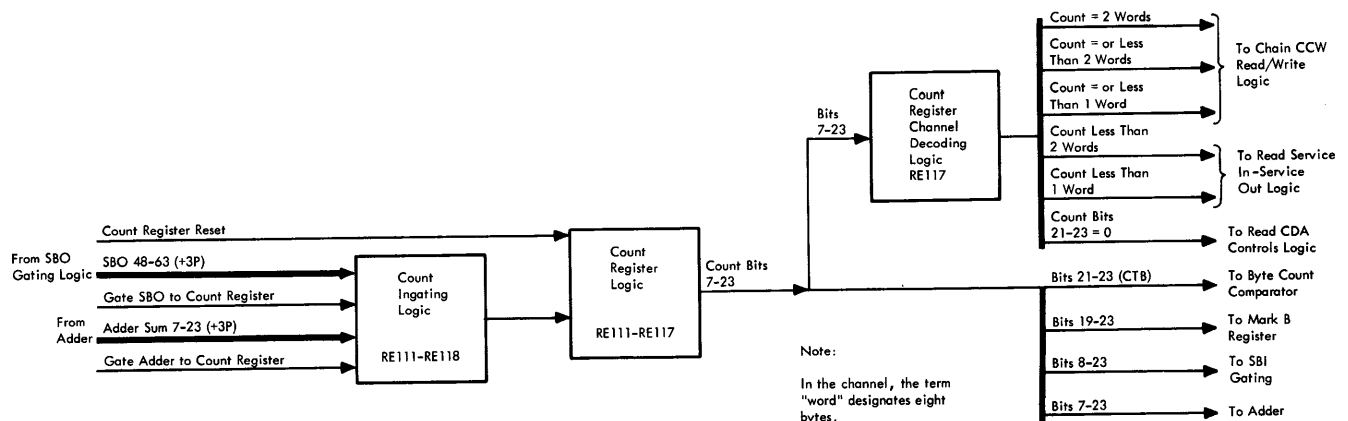 Count Register Reset
From SBO
Gating Logic
SBO 48-63 (+3P)
Gate SBO to Count Register
From
Adder
Adder Sum 7-23 (+3P)
Gate Adder to Count Register
Count
Ingating
Logic
RE111-RE118
Count
Register
Logic
RE111-RE117
Count Bits
7-23
Bits
7-23
Count
Register
Channel
Decoding
Logic
RE117
Count = 2 Words
Count = or Less
Than 2 Words
Count = or Less
Than 1 Word
To Chain CCW
Read/Write
Logic
Count Less Than
2 Words
Count Less Than
1 Word
To Read Service
In-Service
Out Logic
Count Bits
21-23 = 0
To Read CDA
Controls Logic
Bits 21-23 (CTB)
To Byte Count
Comparator
Bits 19-23
To Mark B
Register
Bits 8-23
To SBI
Gating
Bits 7-23
To Adder
Note:
In the channel, the term
"word" designates eight
bytes.